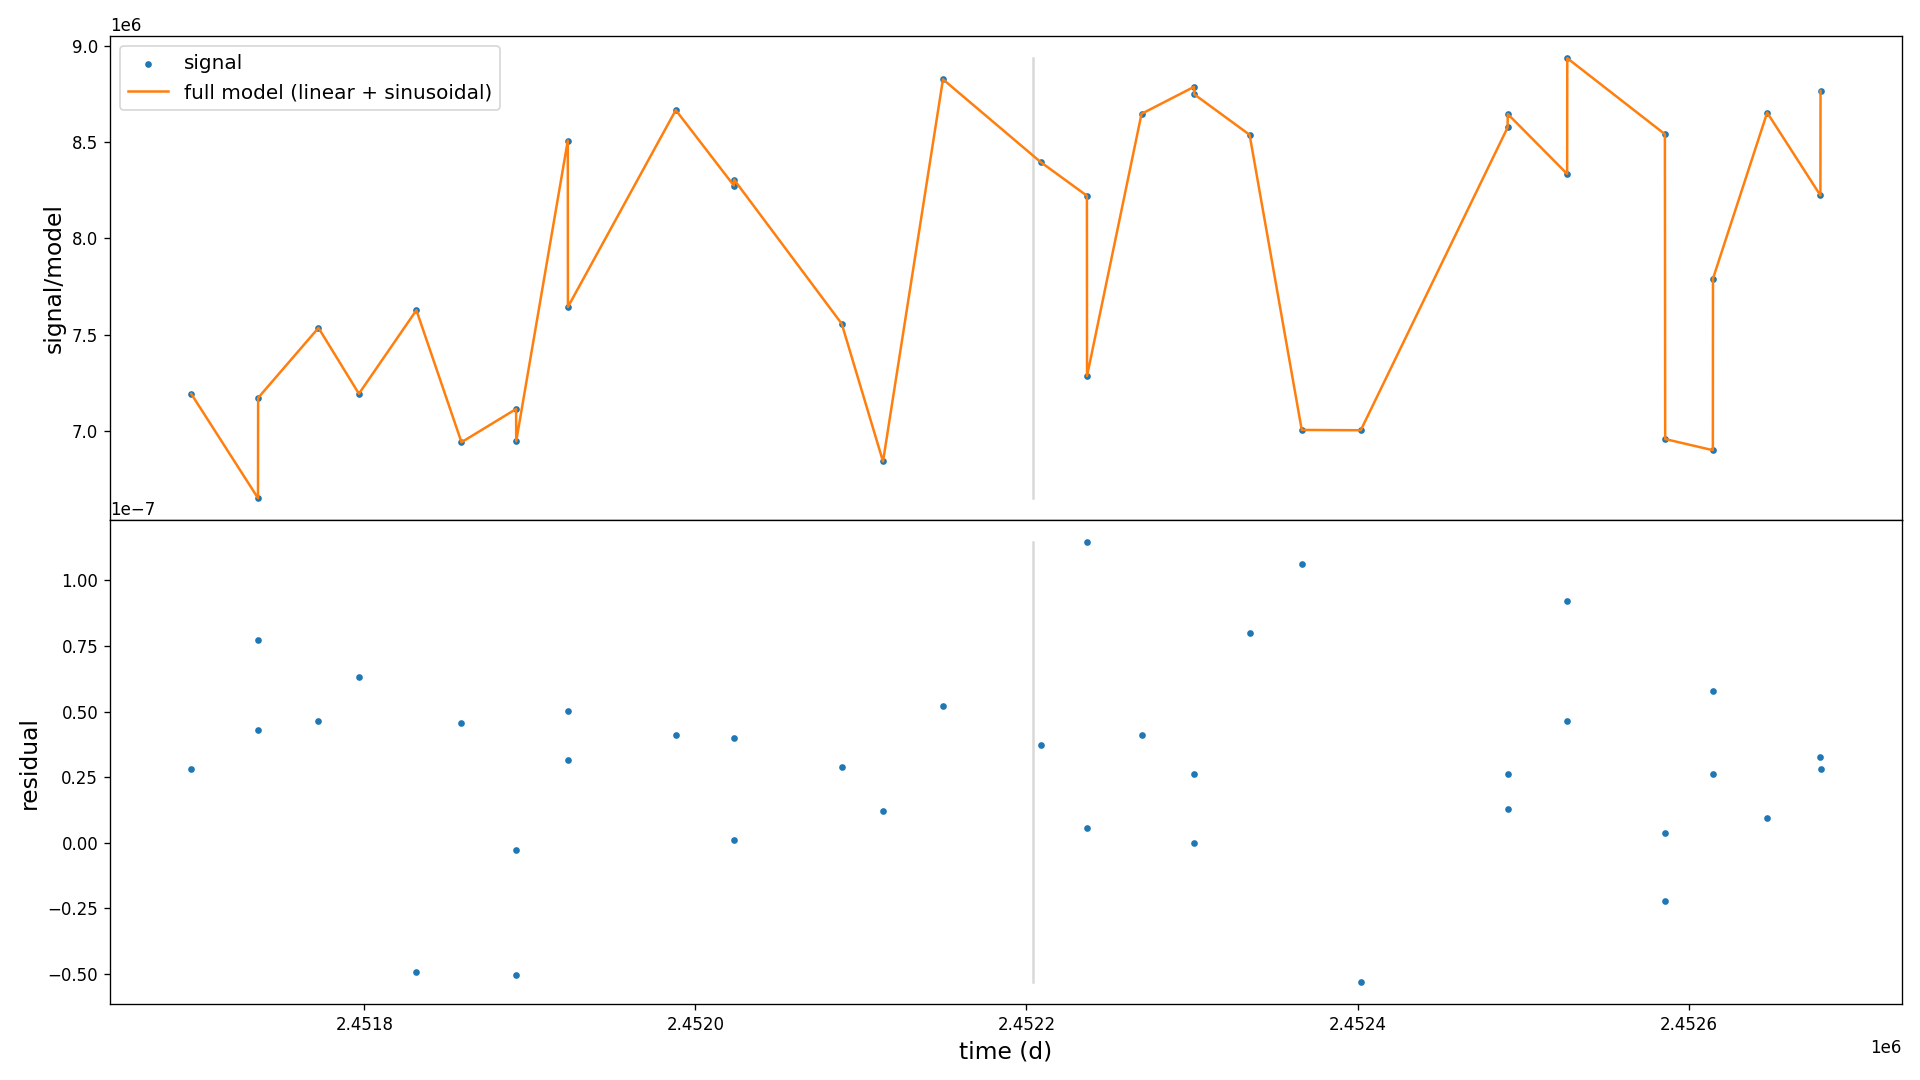 1e6
9.0
8.5
8.0
7.5
7.0
signal/model
signal
full model (linear + sinusoidal)
1e−7
1.00
0.75
0.50
0.25
0.00
−0.25
−0.50
residual
2.4518
2.4520
2.4522
2.4524
2.4526
time (d)
1e6